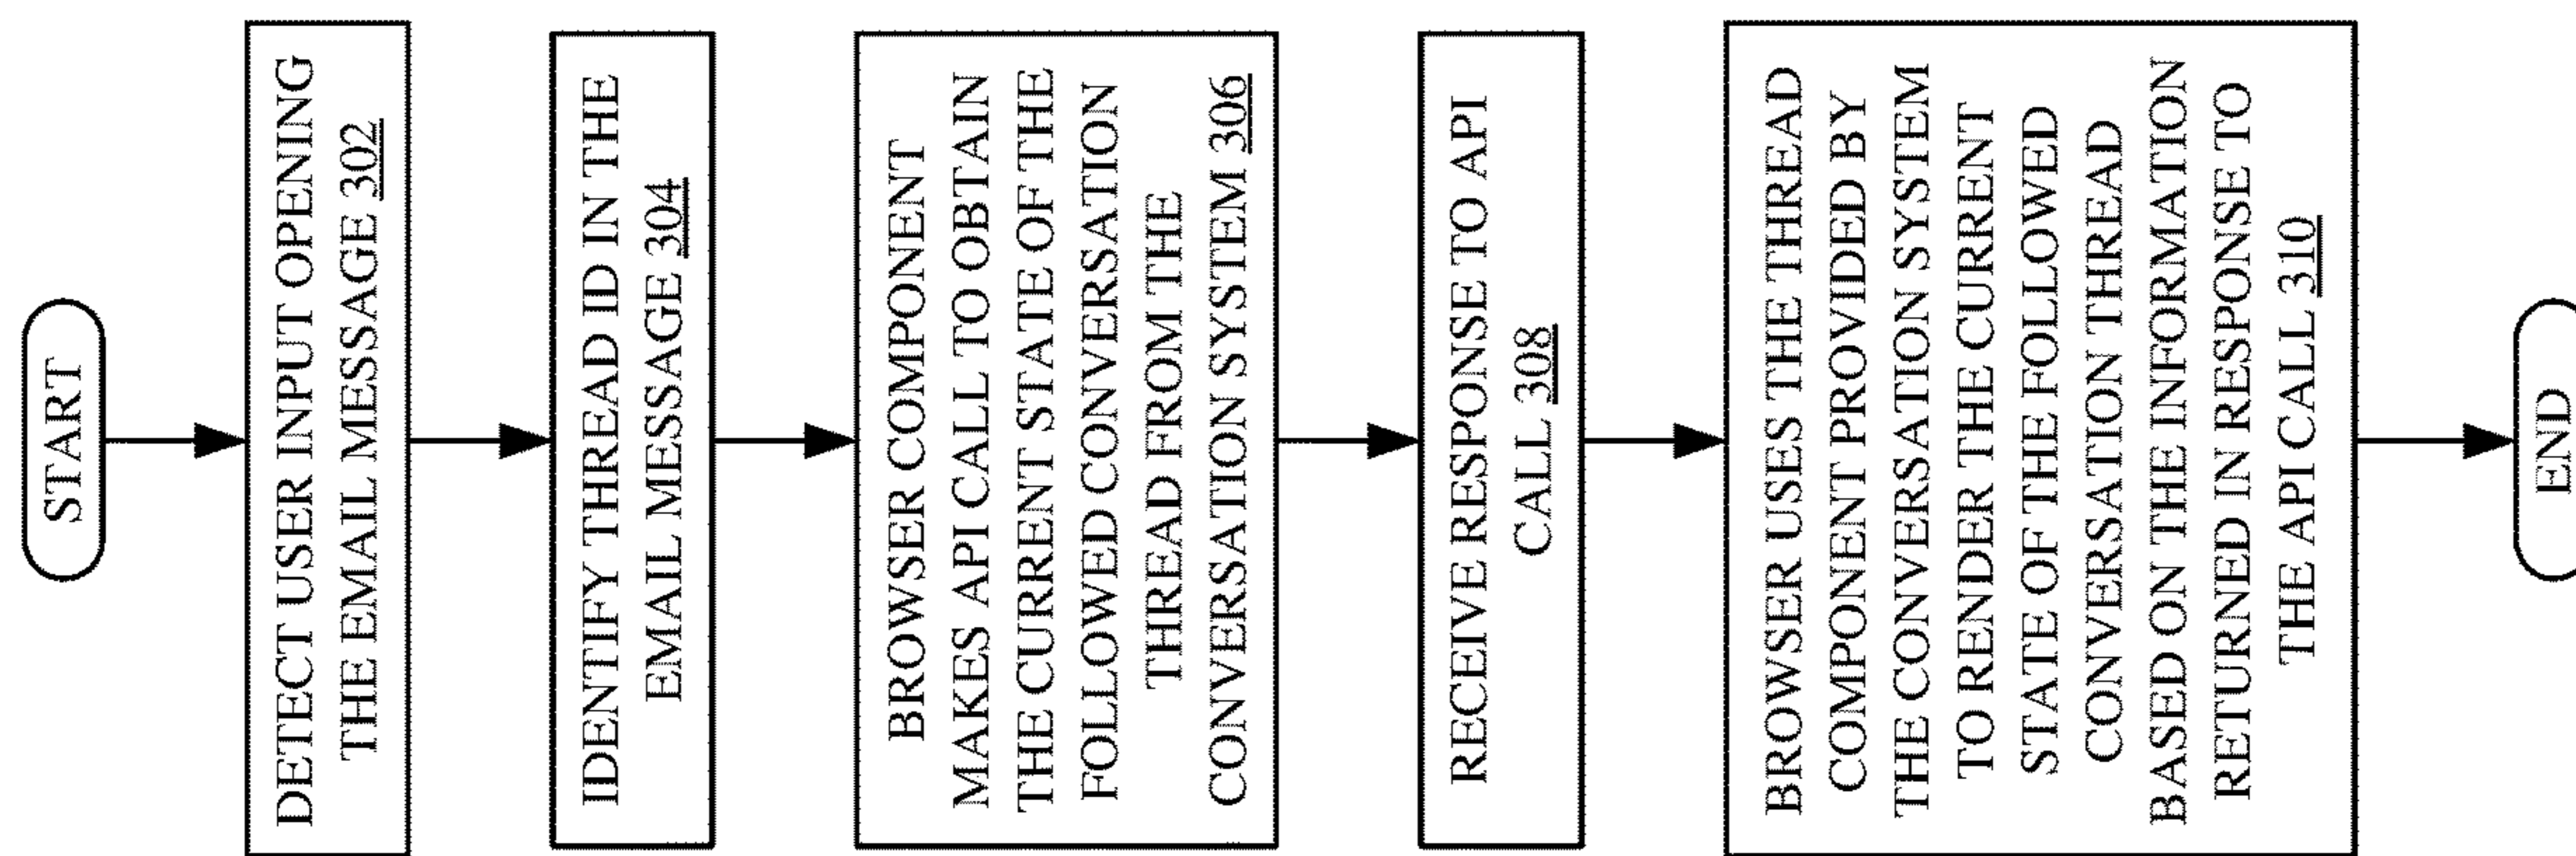 START
DETECT USER INPUT OPENING
THE EMAIL MESSAGE 302
IDENTIFY THREAD ID IN THE
EMAIL MESSAGE 304
BROWSER COMPONENT
MAKES API CALL TO OBTAIN
THE CURRENT STATE OF THE
FOLLOWED CONVERSATION
THREAD FROM THE
CONVERSATION SYSTEM 306
RECEIVE RESPONSE TO API
CALL 308
BROWSER USES THE THREAD
COMPONENT PROVIDED BY
THE CONVERSATION SYSTEM
TO RENDER THE CURRENT
STATE OF THE FOLLOWED
CONVERSATION THREAD
BASED ON THE INFORMATION
RETURNED IN RESPONSE TO
THE API CALL 310
END